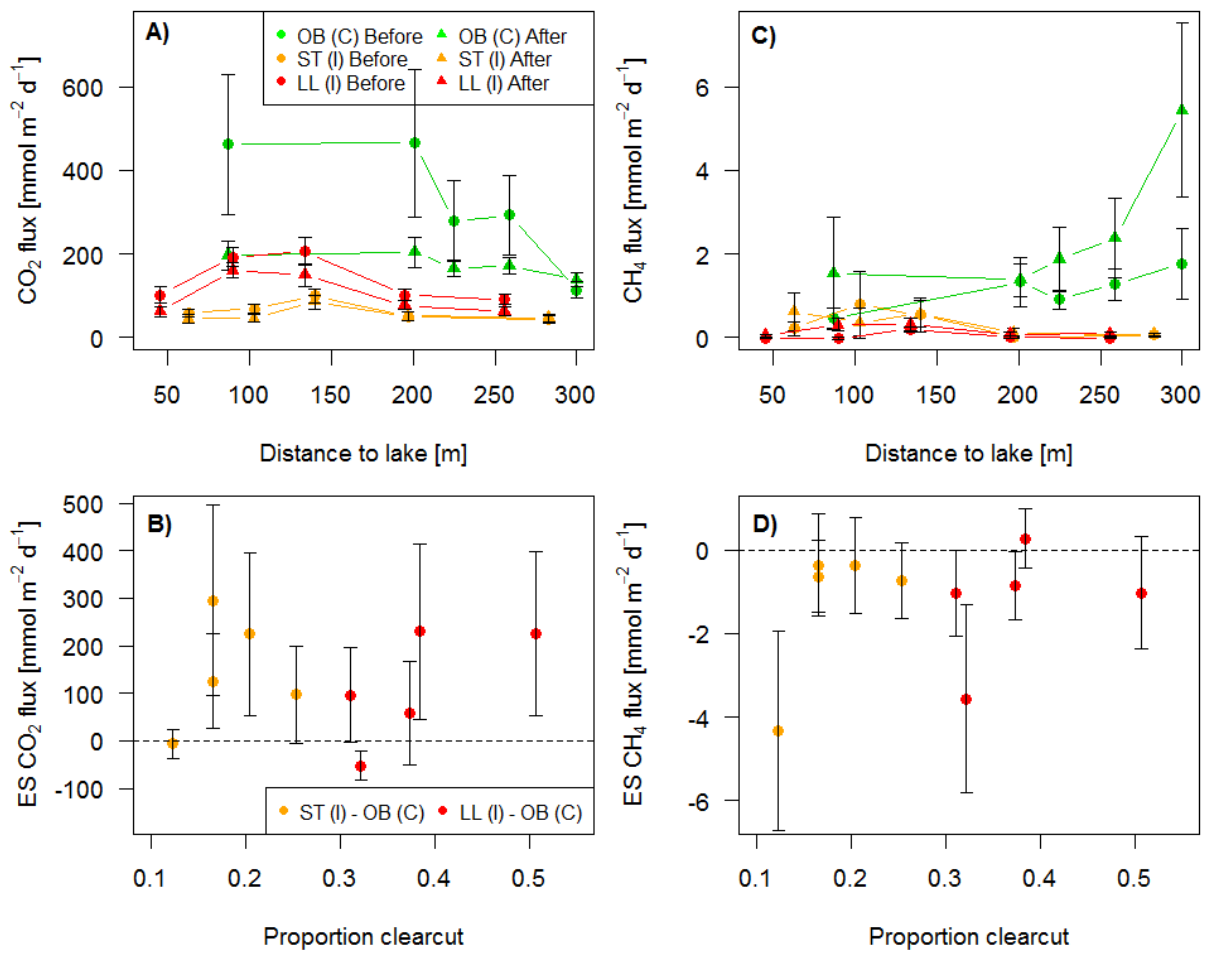 A)
OB (C) Before OB (C) After
ST (I) Before ST (I) After
LL (I) Before LL (I) After
CO₂ flux [mmol m⁻² d⁻¹]
600
400
200
0
50 100 150 200 250 300
Distance to lake [m]
C)
CH₄ flux [mmol m⁻² d⁻¹]
6
4
2
0
50 100 150 200 250 300
Distance to lake [m]
B)
ES CO₂ flux [mmol m⁻² d⁻¹]
500
400
300
200
100
0
-100
ST (I) - OB (C) LL (I) - OB (C)
0.1 0.2 0.3 0.4 0.5
Proportion clearcut
D)
ES CH₄ flux [mmol m⁻² d⁻¹]
0
-2
-4
-6
0.1 0.2 0.3 0.4 0.5
Proportion clearcut